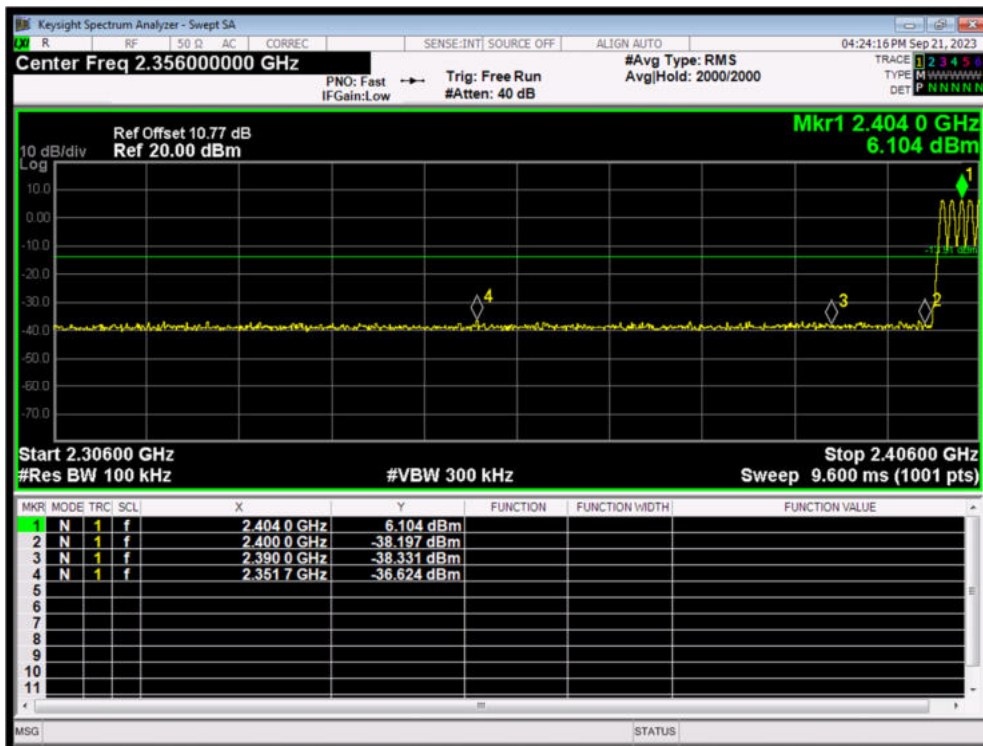 Keysight Spectrum Analyzer - Swept SA
LXI R RF 50 Ω AC CORREC SENSE:INT SOURCE OFF ALIGN AUTO 04:24:16 PM Sep 21, 2023
Center Freq 2.356000000 GHz
PNO: Fast
IFGain:Low
Trig: Free Run
#Atten: 40 dB
#Avg Type: RMS
Avg|Hold: 2000/2000
TRACE 1 2 3 4 5 6
TYPE M WWWWW
DET P N N N N N
Mkr1 2.404 0 GHz
6.104 dBm
Ref Offset 10.77 dB
10 dB/div Ref 20.00 dBm
Log
10.0
0.00
-10.0
-20.0
-30.0
-40.0
-50.0
-60.0
-70.0
1
4
3
2
Start 2.30600 GHz Stop 2.40600 GHz
#Res BW 100 kHz #VBW 300 kHz Sweep 9.600 ms (1001 pts)
MKR MODE TRC SCL X Y FUNCTION FUNCTION WIDTH FUNCTION VALUE
1 N 1 f 2.404 0 GHz 6.104 dBm
2 N 1 f 2.400 0 GHz -38.197 dBm
3 N 1 f 2.390 0 GHz -38.331 dBm
4 N 1 f 2.351 7 GHz -36.624 dBm
5
6
7
8
9
10
11
MSG STATUS